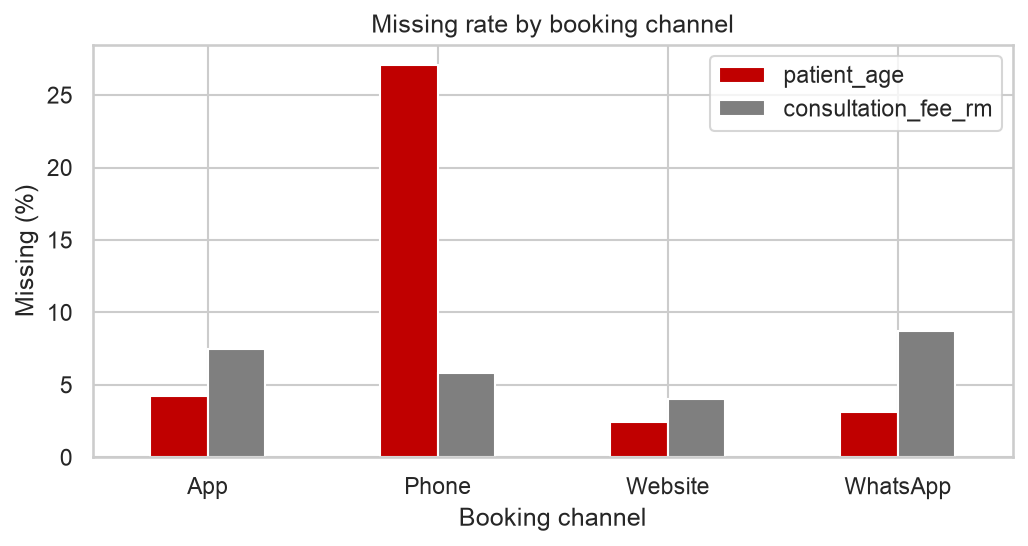 Missing rate by booking channel
patient_age
consultation_fee_rm
Missing (%)
25
20
15
10
5
0
App
Phone
Website
WhatsApp
Booking channel